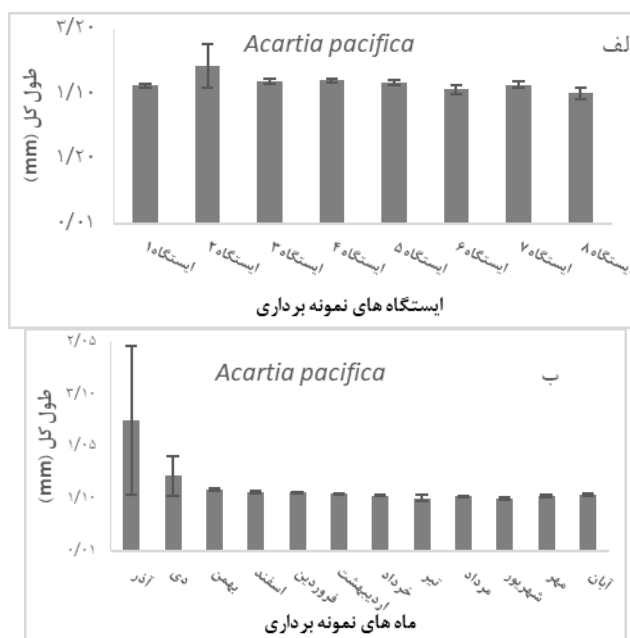 الف
Acartia pacifica
طول کل (mm)
۳/۲۰
۱/۱۰
۱/۲۰
۰/۰۱
ایستگاه۱
ایستگاه۲
ایستگاه۳
ایستگاه۴
ایستگاه۵
ایستگاه۶
ایستگاه۷
ایستگاه۸
ایستگاه های نمونه برداری
ب
Acartia pacifica
طول کل (mm)
۲/۰۵
۳/۱۰
۱/۰۵
۱/۱۰
۰/۰۱
آذر
دی
بهمن
اسفند
فروردین
اردیبهشت
خرداد
تیر
مرداد
شهریور
مهر
آبان
ماه های نمونه برداری